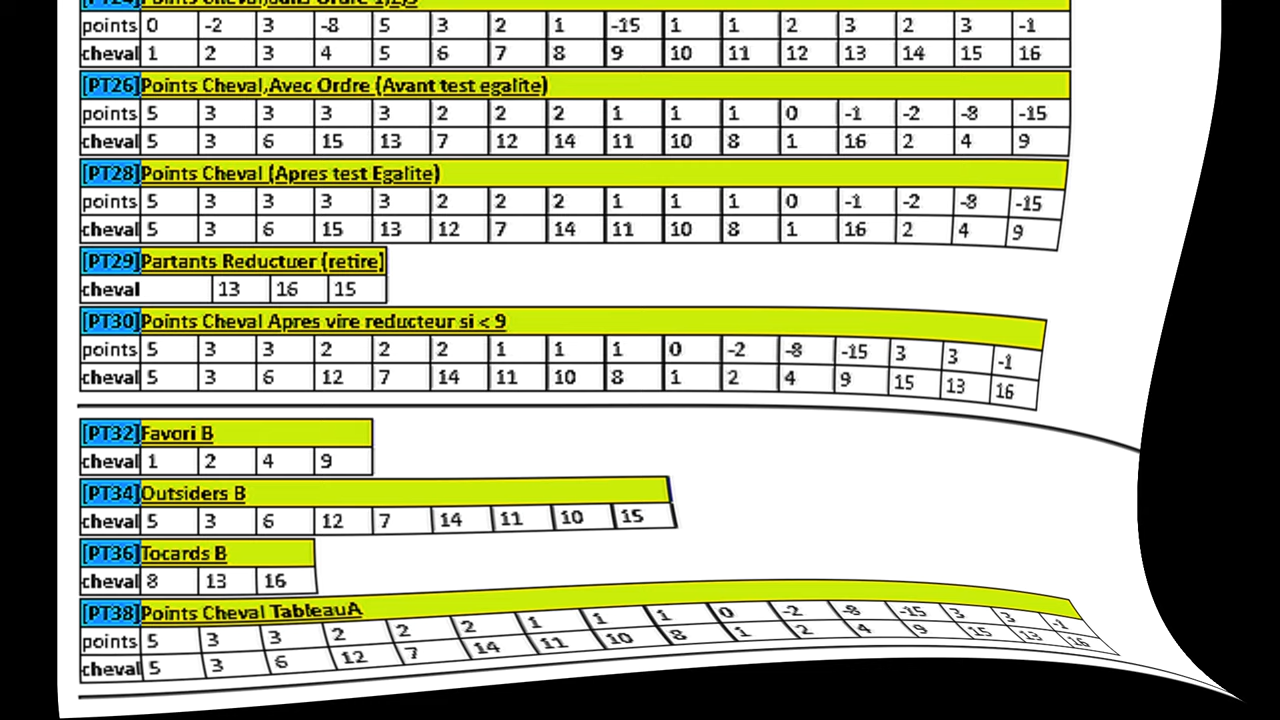 [PT24]Points Cheval,Sans Ordre 1,2,3
points 0 -2 3 -8 5 3 2 1 -15 1 1 2 3 2 3 -1
cheval 1 2 3 4 5 6 7 8 9 10 11 12 13 14 15 16
[PT26]Points Cheval,Avec Ordre (Avant test egalite)
points 5 3 3 3 3 2 2 2 1 1 1 0 -1 -2 -8 -15
cheval 5 3 6 15 13 7 12 14 11 10 8 1 16 2 4 9
[PT28]Points Cheval (Apres test Egalite)
points 5 3 3 3 3 2 2 2 1 1 1 0 -1 -2 -8 -15
cheval 5 3 6 15 13 12 7 14 11 10 8 1 16 2 4 9
[PT29]Partants Reductuer (retire)
cheval 13 16 15
[PT30]Points Cheval Apres vire reducteur si < 9
points 5 3 3 2 2 2 1 1 1 0 -2 -8 -15 3 3 -1
cheval 5 3 6 12 7 14 11 10 8 1 2 4 9 15 13 16
[PT32]Favori B
cheval 1 2 4 9
[PT34]Outsiders B
cheval 5 3 6 12 7 14 11 10 15
[PT36]Tocards B
cheval 8 13 16
[PT38]Points Cheval TableauA
points 5 3 3 2 2 2 1 1 1 0 -2 -8 -15 3 3 -1
cheval 5 3 6 12 7 14 11 10 8 1 2 4 9 15 13 16